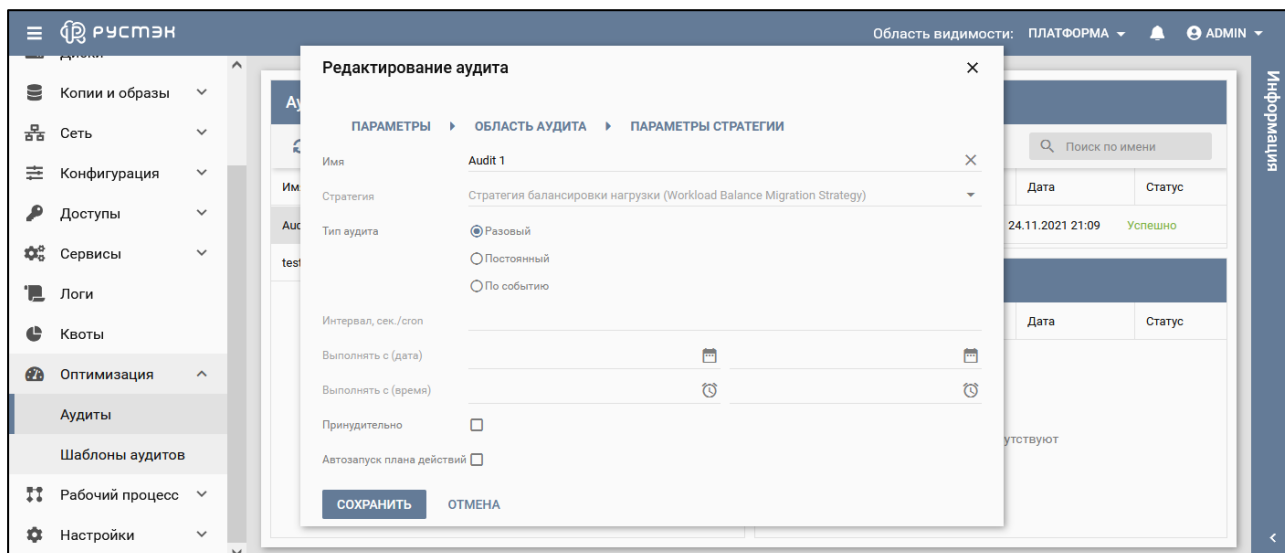 РУСТЭК
Область видимости: ПЛАТФОРМА
ADMIN
Копии и образы
Сеть
Конфигурация
Доступы
Сервисы
Логи
Квоты
Оптимизация
Аудиты
Шаблоны аудитов
Рабочий процесс
Настройки
Редактирование аудита
ПАРАМЕТРЫ ОБЛАСТЬ АУДИТА ПАРАМЕТРЫ СТРАТЕГИИ
Имя Audit 1
Стратегия Стратегия балансировки нагрузки (Workload Balance Migration Strategy)
Тип аудита Разовый
Постоянный
По событию
Интервал, сек./cron
Выполнять с (дата)
Выполнять с (время)
Принудительно
Автозапуск плана действий
СОХРАНИТЬ ОТМЕНА
Поиск по имени
Дата Статус
24.11.2021 21:09 Успешно
Дата Статус
test
Информация